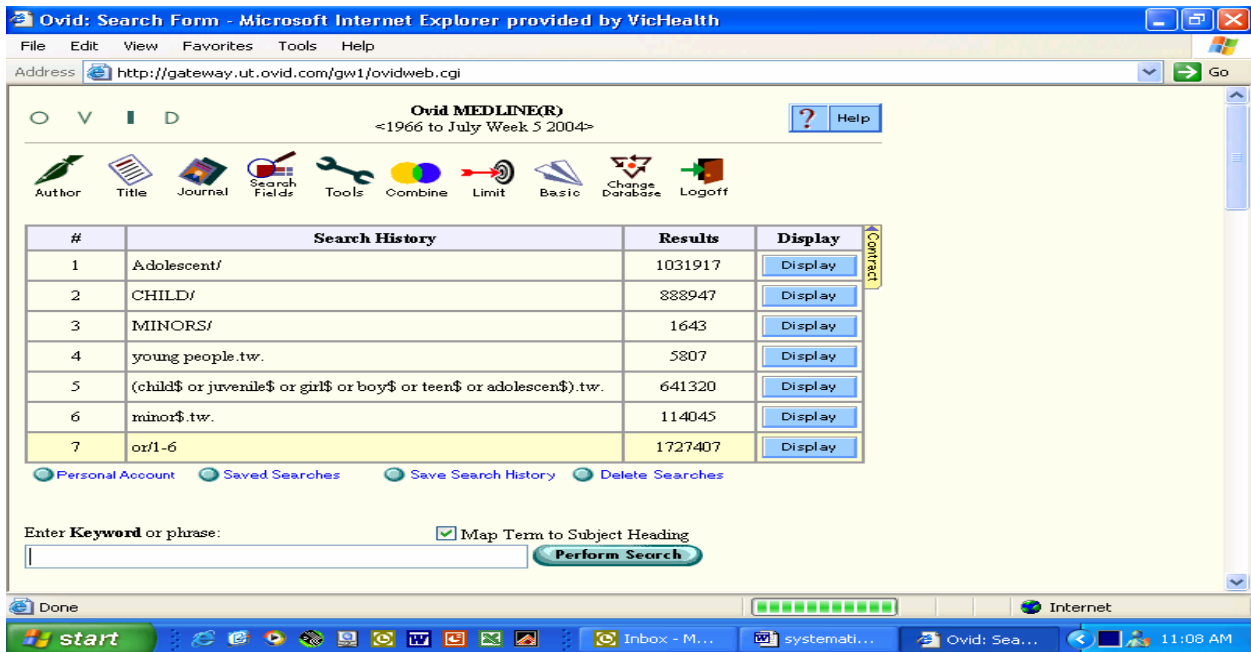 Ovid: Search Form - Microsoft Internet Explorer provided by VicHealth
File Edit View Favorites Tools Help
Address http://gateway.ut.ovid.com/gw1/ovidweb.cgi Go
O V I D
Ovid MEDLINE(R)
<1966 to July Week 5 2004>
? Help
Author Title Journal Search Fields Tools Combine Limit Basic Change Database Logoff
# Search History Results Display
Contract
1 Adolescent/ 1031917 Display
2 CHILD/ 888947 Display
3 MINORS/ 1643 Display
4 young people.tw. 5807 Display
5 (child$ or juvenile$ or girl$ or boy$ or teen$ or adolescen$).tw. 641320 Display
6 minor$.tw. 114045 Display
7 or/1-6 1727407 Display
Personal Account Saved Searches Save Search History Delete Searches
Enter Keyword or phrase: Map Term to Subject Heading
Perform Search
Done Internet
start Inbox - M... systemati... Ovid: Sea... 11:08 AM